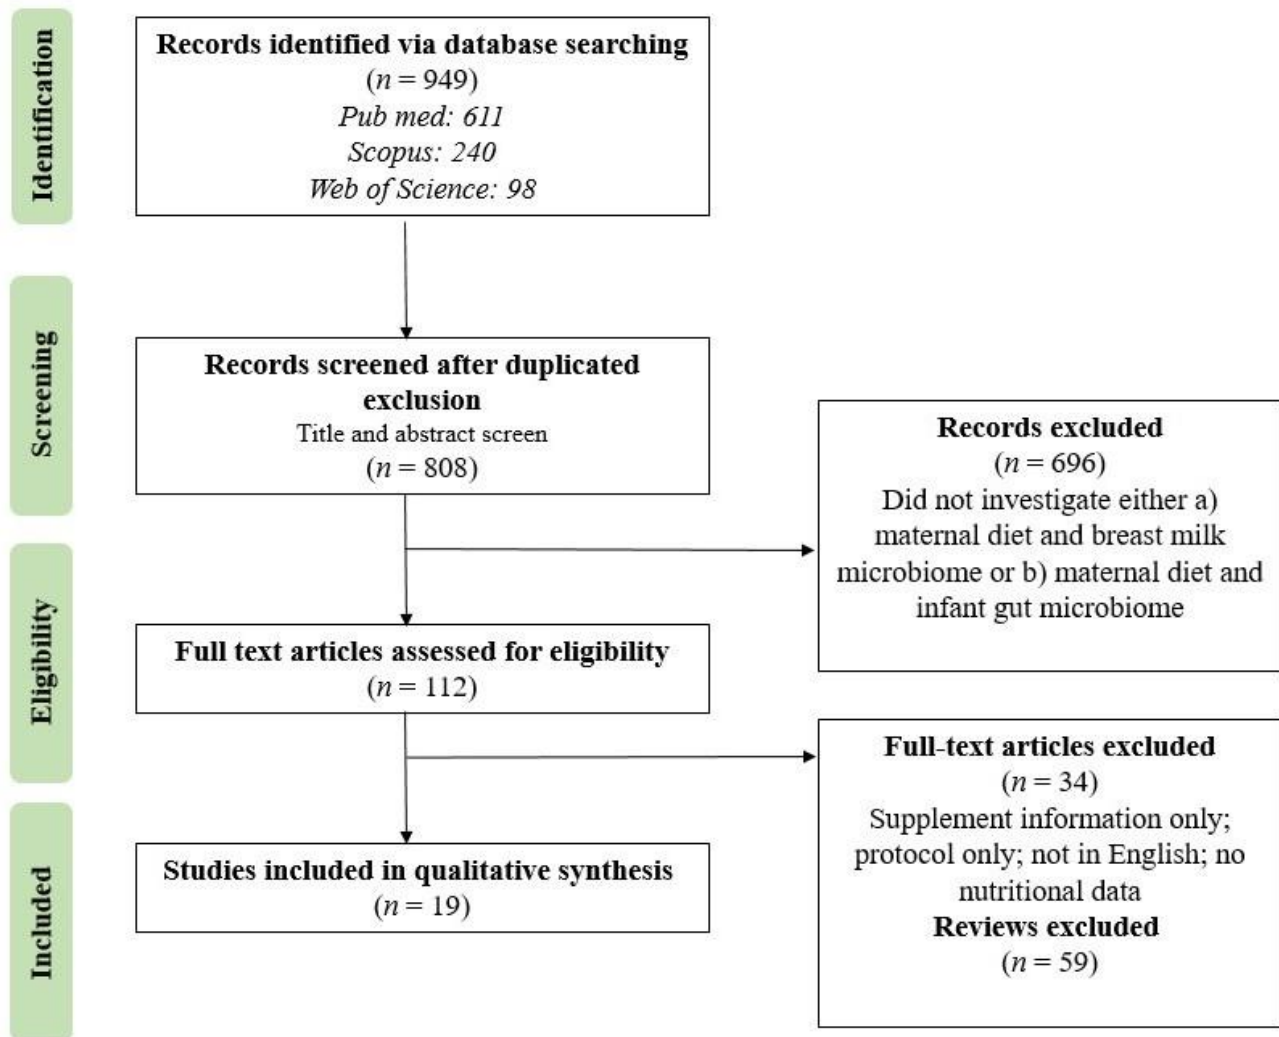 Identification
Records identified via database searching
(n = 949)
Pub med: 611
Scopus: 240
Web of Science: 98
Screening
Records screened after duplicated
exclusion
Title and abstract screen
(n = 808)
Records excluded
(n = 696)
Did not investigate either a)
maternal diet and breast milk
microbiome or b) maternal diet and
infant gut microbiome
Eligibility
Full text articles assessed for eligibility
(n = 112)
Full-text articles excluded
(n = 34)
Supplement information only;
protocol only; not in English; no
nutritional data
Reviews excluded
(n = 59)
Included
Studies included in qualitative synthesis
(n = 19)